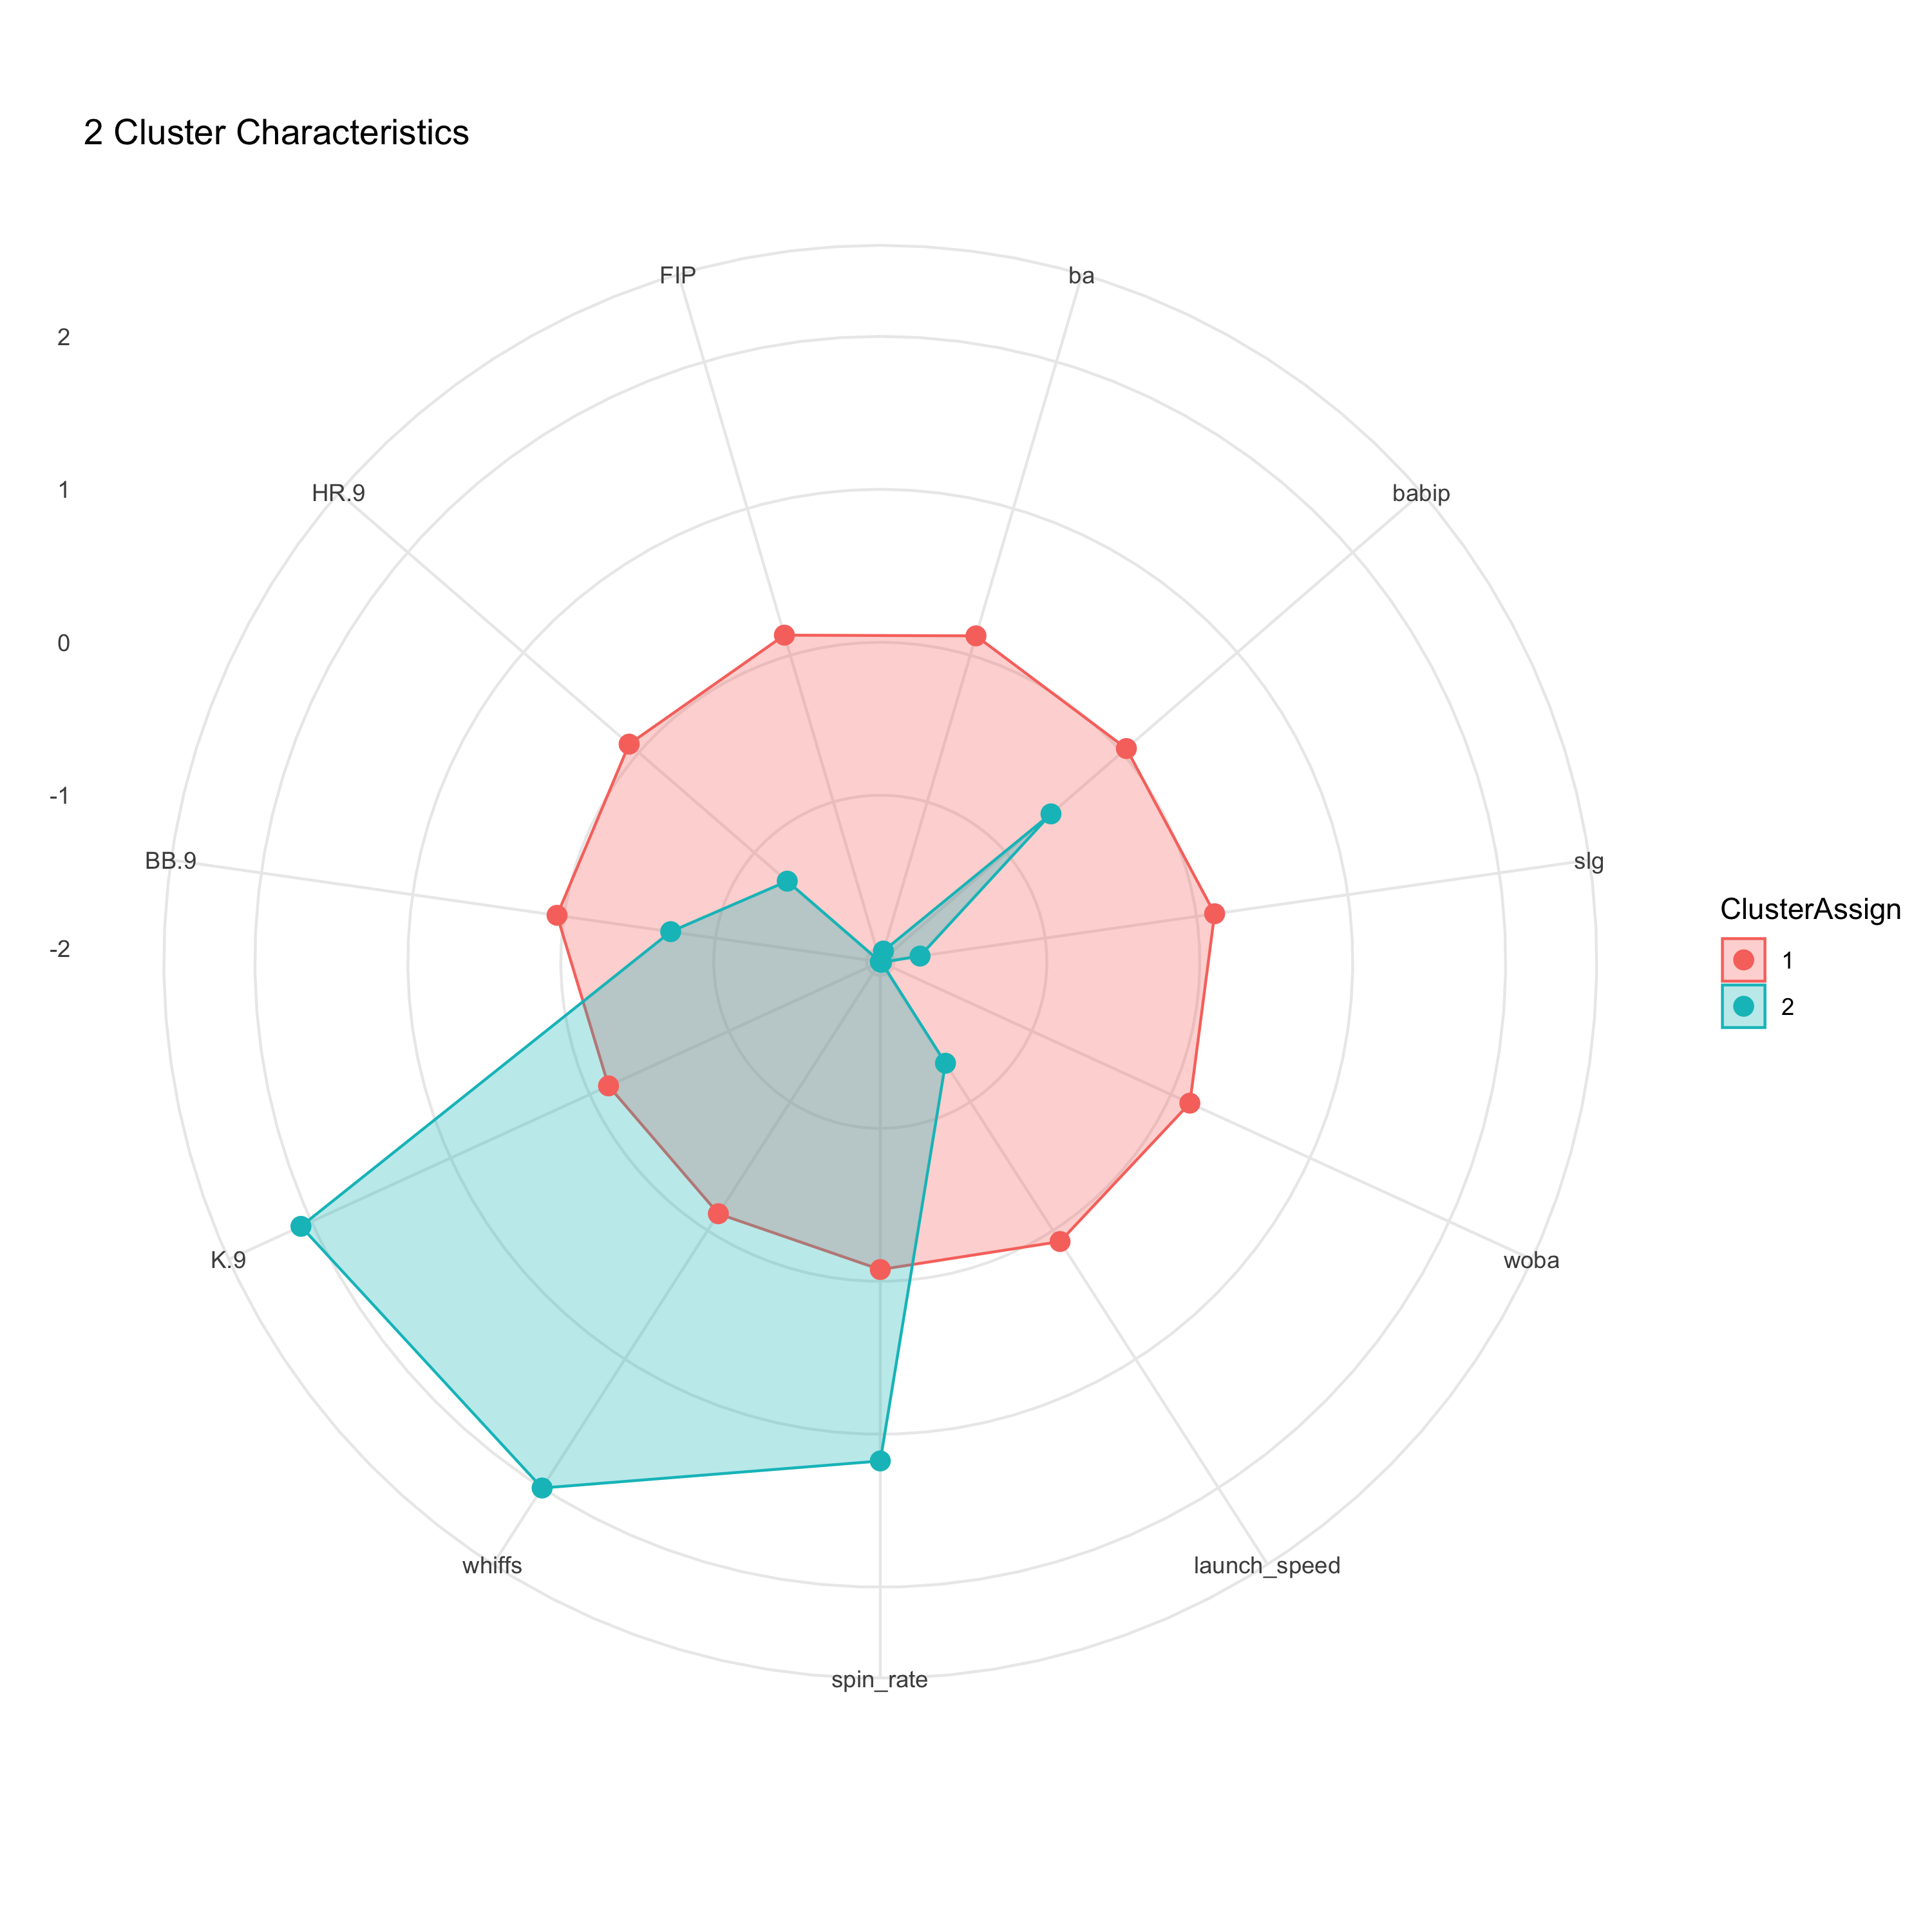 2 Cluster Characteristics
FIP
ba
2
1
HR.9
babip
0
-1
BB.9
slg
-2
ClusterAssign
1
2
K.9
woba
whiffs
launch_speed
spin_rate